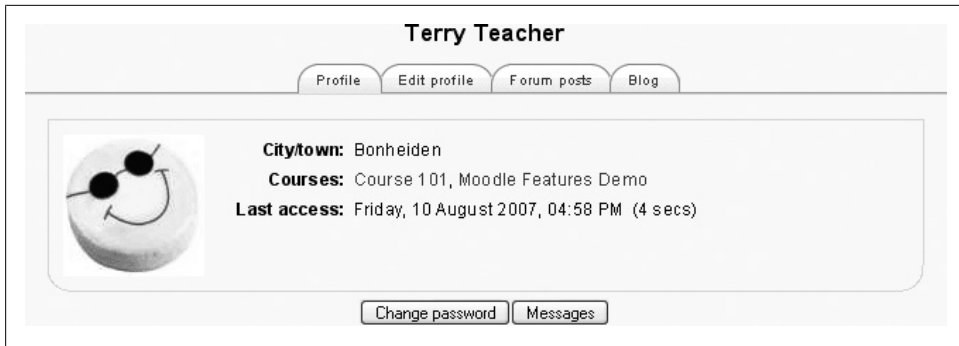 Terry Teacher
Profile Edit profile Forum posts Blog
City/town: Bonheiden
Courses: Course 101, Moodle Features Demo
Last access: Friday, 10 August 2007, 04:58 PM (4 secs)
Change password Messages